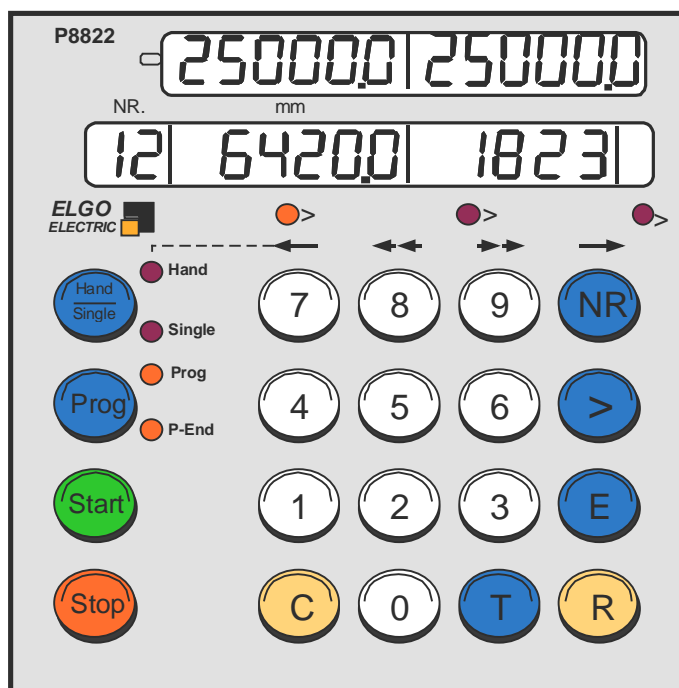 P8822
25000.0 25000.0
NR. mm
12 6420.0 1823
ELGO
ELECTRIC
> > >
Hand
Hand
Single
7 8 9 NR
Single
Prog
Prog
4 5 6 >
P-End
Start 1 2 3 E
Stop C 0 T R